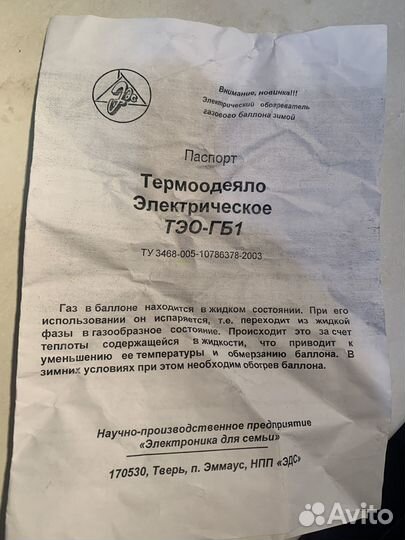 ЭДС
Внимание, новинка!!!
Электрический обогреватель
газового баллона зимой
Паспорт
Термоодеяло
Электрическое
ТЭО-ГБ1
ТУ 3468-005-10786378-2003
Газ в баллоне находится в жидком состоянии. При его
использовании он испаряется, т.е. переходит из жидкой
фазы в газообразное состояние. Происходит это за счет
теплоты содержащейся в жидкости, что приводит к
уменьшению ее температуры и обмерзанию баллона. В
зимних условиях при этом необходим обогрев баллона.
Научно-производственное предприятие
«Электроника для семьи»
170530, Тверь, п. Эммаус, НПП «ЭДС»
Avito